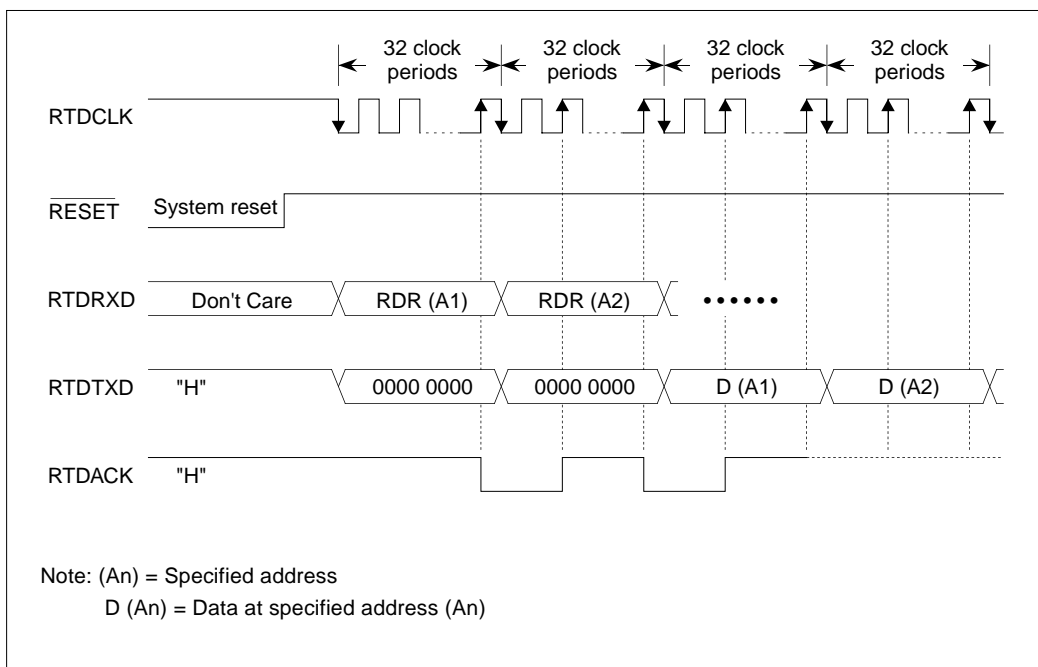 32 clock periods
32 clock periods
32 clock periods
32 clock periods
RTDCLK
RESET
System reset
RTDRXD
Don't Care
RDR (A1)
RDR (A2)
••••••
RTDTXD
"H"
0000 0000
0000 0000
D (A1)
D (A2)
RTDACK
"H"
Note: (An) = Specified address
D (An) = Data at specified address (An)